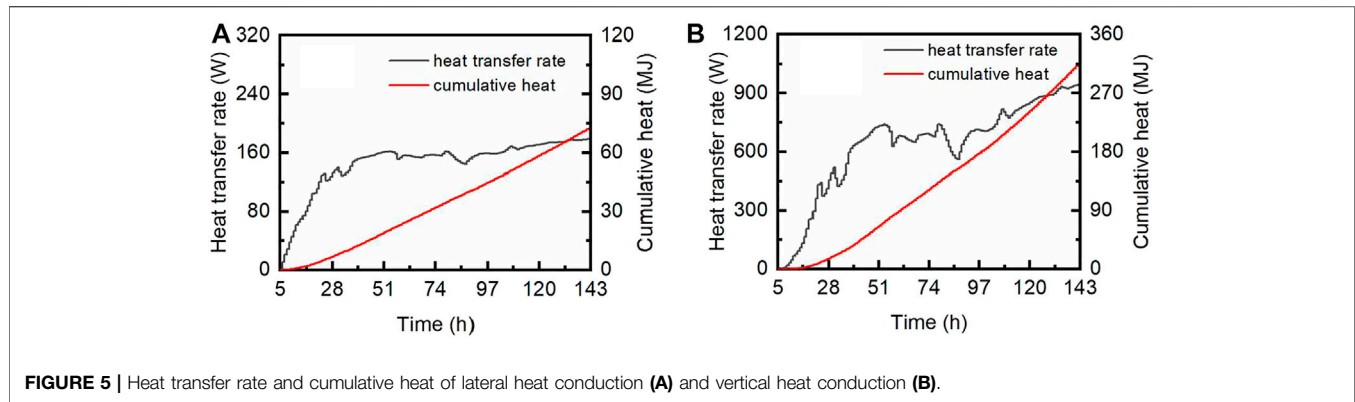 A
Heat transfer rate (W)
320
240
160
80
0
heat transfer rate
cumulative heat
120
90
60
30
0
Cumulative heat (MJ)
5 28 51 74 97 120 143
Time (h)
B
Heat transfer rate (W)
1200
900
600
300
0
heat transfer rate
cumulative heat
360
270
180
90
0
Cumulative heat (MJ)
5 28 51 74 97 120 143
Time (h)
FIGURE 5 | Heat transfer rate and cumulative heat of lateral heat conduction (A) and vertical heat conduction (B).